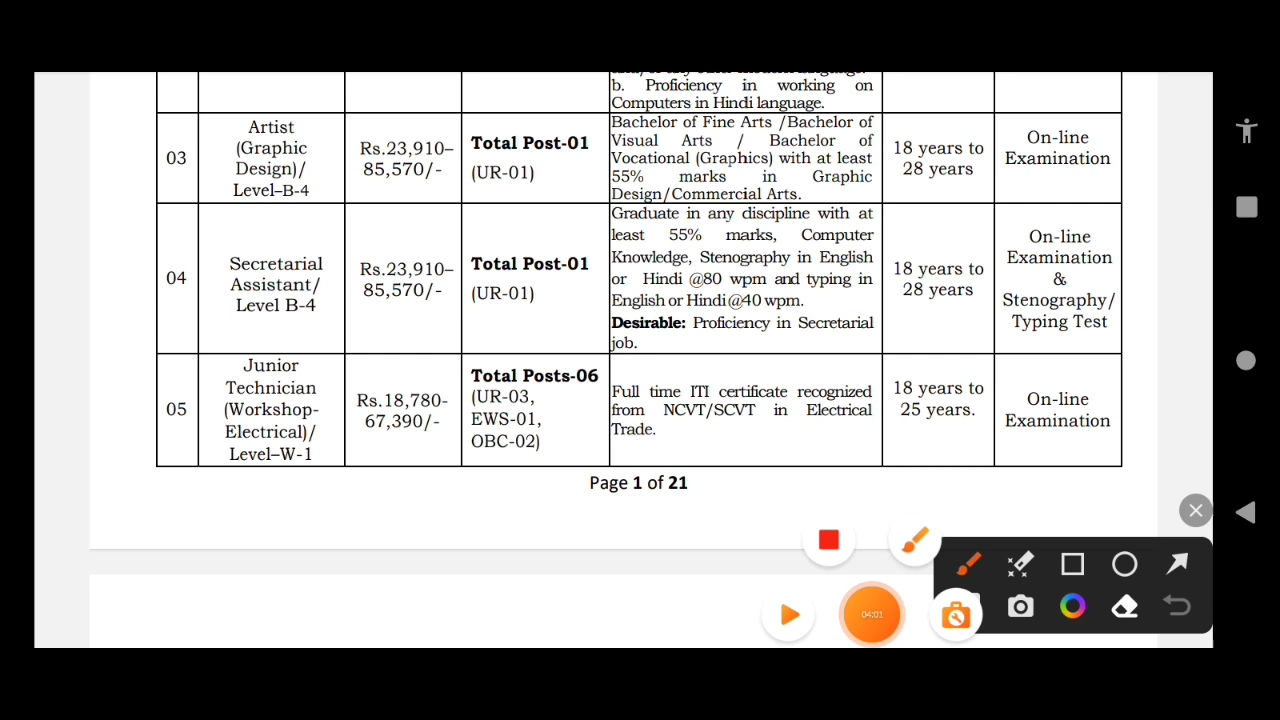 and/or any other modern language.
b. Proficiency in working on
Computers in Hindi language.
03
Artist
(Graphic
Design)/
Level–B-4
Rs.23,910–
85,570/-
Total Post-01
(UR-01)
Bachelor of Fine Arts /Bachelor of
Visual Arts / Bachelor of
Vocational (Graphics) with at least
55% marks in Graphic
Design/Commercial Arts.
18 years to
28 years
On-line
Examination
04
Secretarial
Assistant/
Level B-4
Rs.23,910–
85,570/-
Total Post-01
(UR-01)
Graduate in any discipline with at
least 55% marks, Computer
Knowledge, Stenography in English
or Hindi @80 wpm and typing in
English or Hindi@40 wpm.
Desirable: Proficiency in Secretarial
job.
18 years to
28 years
On-line
Examination
&
Stenography/
Typing Test
05
Junior
Technician
(Workshop-
Electrical)/
Level–W-1
Rs.18,780-
67,390/-
Total Posts-06
(UR-03,
EWS-01,
OBC-02)
Full time ITI certificate recognized
from NCVT/SCVT in Electrical
Trade.
18 years to
25 years.
On-line
Examination
Page 1 of 21
04:01